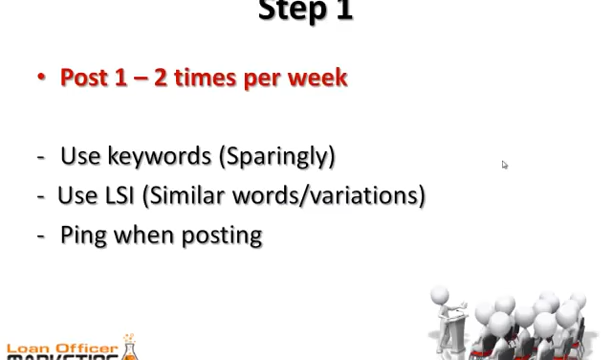 Step 1
• Post 1 – 2 times per week
- Use keywords (Sparingly)
- Use LSI (Similar words/variations)
- Ping when posting
Loan Officer
MARKETING